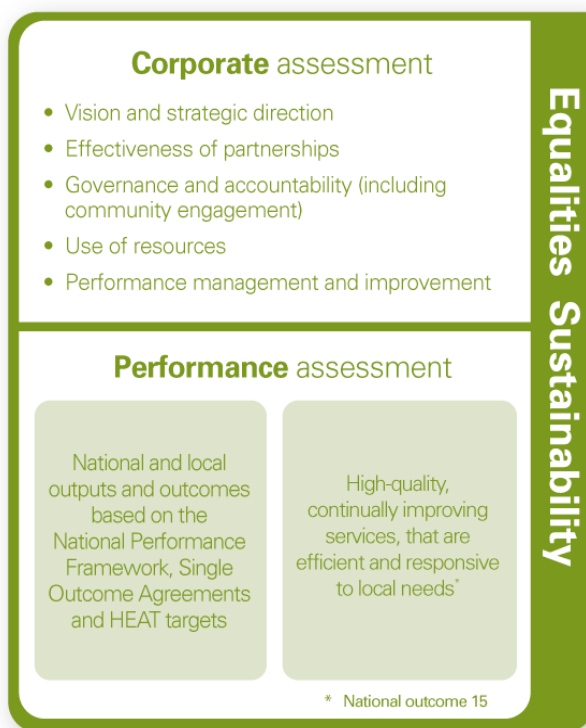 Corporate assessment
• Vision and strategic direction
• Effectiveness of partnerships
• Governance and accountability (including
community engagement)
• Use of resources
• Performance management and improvement
Performance assessment
National and local
outputs and outcomes
based on the
National Performance
Framework, Single
Outcome Agreements
and HEAT targets
High-quality,
continually improving
services, that are
efficient and responsive
to local needs*
* National outcome 15
Equalities Sustainability